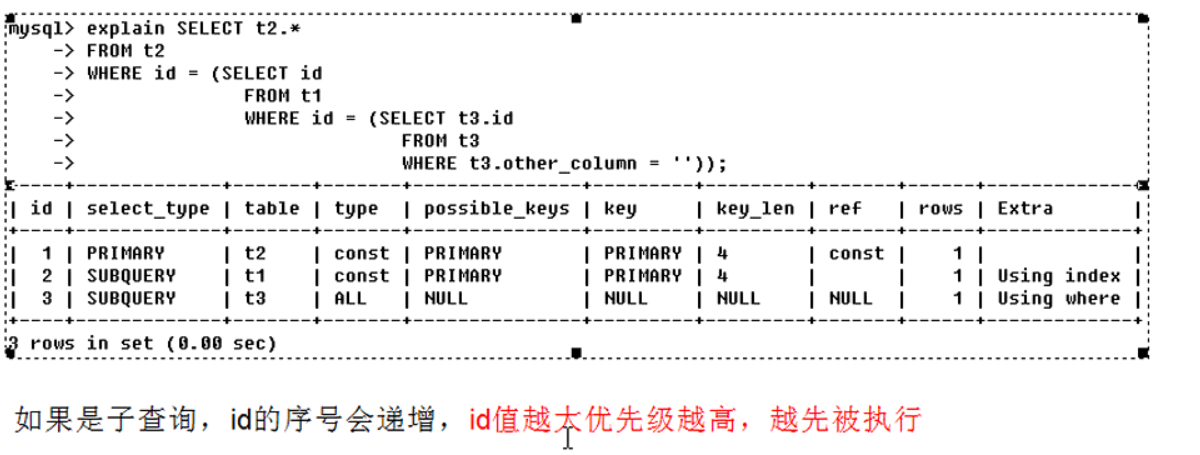 mysql> explain SELECT t2.*
    -> FROM t2
    -> WHERE id = (SELECT id
    ->             FROM t1
    ->             WHERE id = (SELECT t3.id
    ->                         FROM t3
    ->                         WHERE t3.other_column = ''));
+----+-------------+-------+-------+---------------+---------+---------+-------+------+-------------+
| id | select_type | table | type  | possible_keys | key     | key_len | ref   | rows | Extra       |
+----+-------------+-------+-------+---------------+---------+---------+-------+------+-------------+
|  1 | PRIMARY     | t2    | const | PRIMARY       | PRIMARY | 4       | const |    1 |             |
|  2 | SUBQUERY    | t1    | const | PRIMARY       | PRIMARY | 4       |       |    1 | Using index |
|  3 | SUBQUERY    | t3    | ALL   | NULL          | NULL    | NULL    | NULL  |    1 | Using where |
+----+-------------+-------+-------+---------------+---------+---------+-------+------+-------------+
3 rows in set (0.00 sec)
如果是子查询，id的序号会递增，id值越大优先级越高，越先被执行